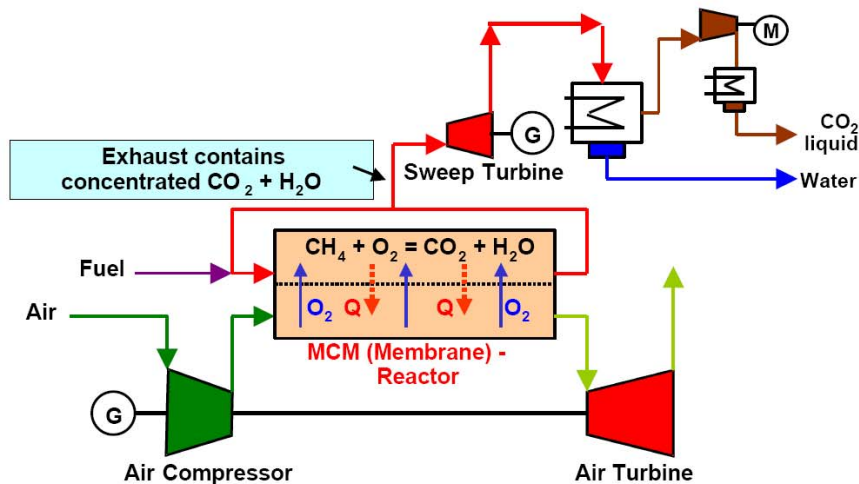 M
G
CO₂
liquid
Exhaust contains
concentrated CO₂ + H₂O
Sweep Turbine
Water
CH₄ + O₂ = CO₂ + H₂O
Fuel
O₂ Q Q O₂
Air
MCM (Membrane) -
Reactor
G
Air Compressor
Air Turbine